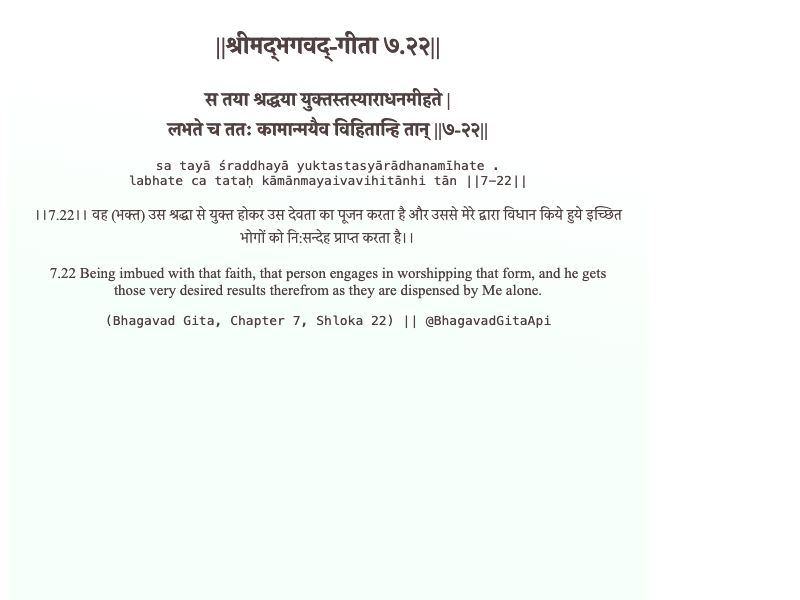 ||श्रीमद्‍भगवद्‍-गीता ७.२२||
स तया श्रद्धया युक्तस्तस्याराधनमीहते |
लभते च ततः कामान्मयैव विहितान्हि तान् ||७-२२||
sa tayā śraddhayā yuktastasyārādhanamīhate .
labhate ca tataḥ kāmānmayaivavihitānhi tān ||7-22||
।।7.22।। वह (भक्त) उस श्रद्धा से युक्त होकर उस देवता का पूजन करता है और उससे मेरे द्वारा विधान किये हुये इच्छित
भोगों को नि:सन्देह प्राप्त करता है।।
7.22 Being imbued with that faith, that person engages in worshipping that form, and he gets
those very desired results therefrom as they are dispensed by Me alone.
(Bhagavad Gita, Chapter 7, Shloka 22) || @BhagavadGitaApi